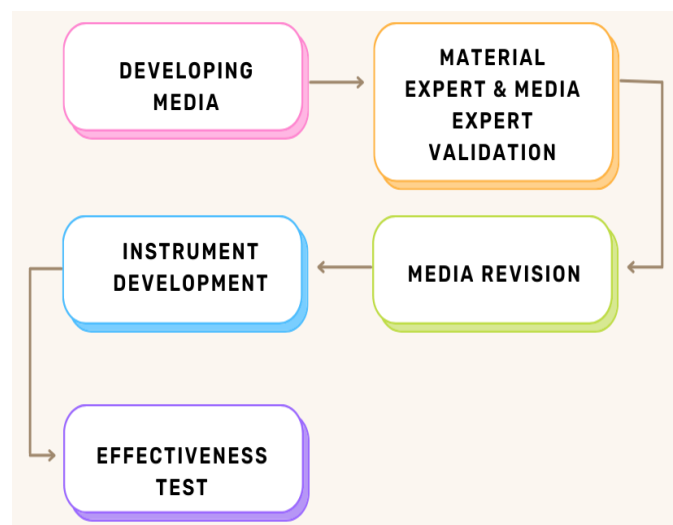 DEVELOPING
MEDIA
MATERIAL
EXPERT & MEDIA
EXPERT
VALIDATION
MEDIA REVISION
INSTRUMENT
DEVELOPMENT
EFFECTIVENESS
TEST